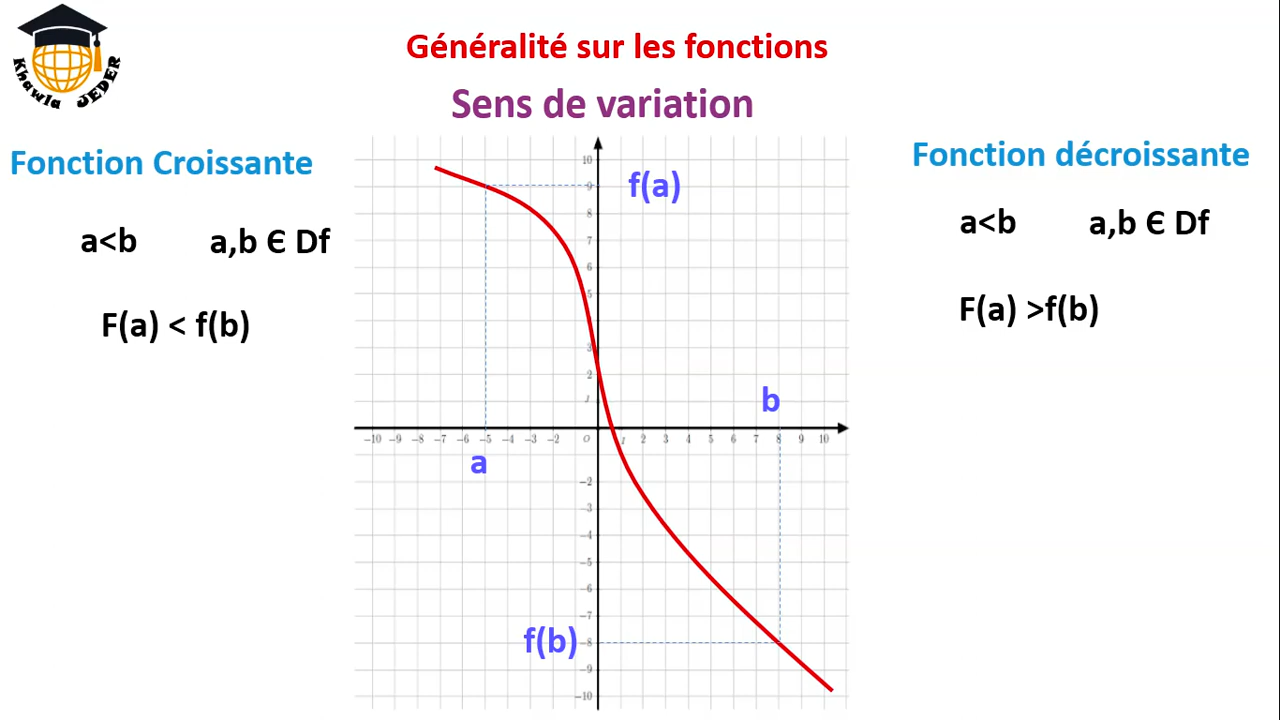 Khawla JEDER
Généralité sur les fonctions
Sens de variation
Fonction Croissante
a<b a,b Є Df
F(a) < f(b)
Fonction décroissante
a<b a,b Є Df
F(a) >f(b)
f(a)
b
a
f(b)
10
9
8
7
6
5
3
2
J
-10 -9 -8 -7 -6 -5 -4 -3 -2 O 1 2 3 4 5 6 7 8 9 10
-2
-3
-4
-5
-6
-7
-8
-9
-10